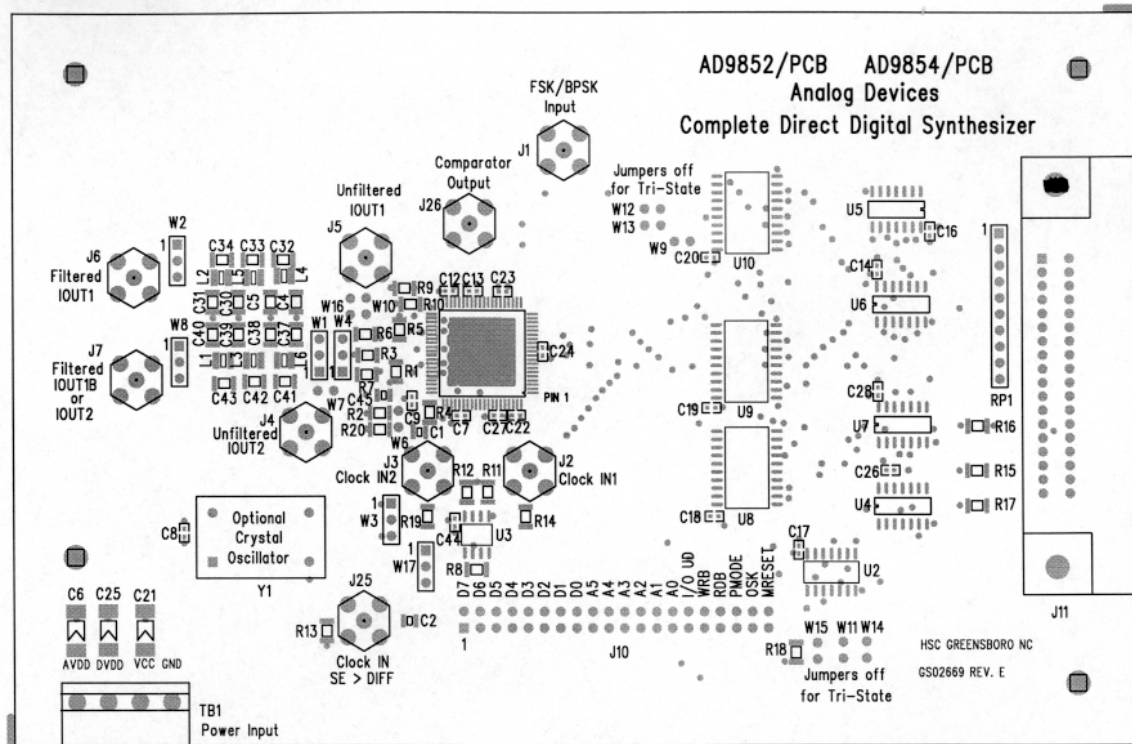 AD9852/PCB AD9854/PCB
Analog Devices
Complete Direct Digital Synthesizer
FSK/BPSK
Input
J1
Comparator
Output
J26
Unfiltered
IOUT1
J5
Jumpers off
for Tri-State
W12
W13
W9
C20
U10
U5
C16
C14
U6
J6
Filtered
IOUT1
W2
1
C34
C33
C32
L2
L5
L4
C31
C30
C5
C4
C40
C39
C38
C37
L1
L3
L6
C43
C42
C41
J7
Filtered
IOUT1B
or
IOUT2
W8
1
W16
W10
W1
W4
1
R9
R10
R6
R5
R3
R1
R7
C45
R2
R20
W7
W6
C9
R4
C1
C12
C13
C23
C24
PIN 1
C7
C27
C22
J4
Unfiltered
IOUT2
J3
Clock IN2
R12
R11
J2
Clock IN1
C19
U9
C28
U7
C26
U4
RP1
1
R16
R15
R17
C8
Optional
Crystal
Oscillator
Y1
1
W3
R19
C44
U3
R14
1
W17
R8
C18
U8
C17
U2
C6
C25
C21
AVDD
DVDD
VCC
GND
R13
J25
C2
Clock IN
SE > DIFF
D7
D6
D5
D4
D3
D2
D1
D0
A5
A4
A3
A2
A1
A0
I/O UD
WRB
RDB
PMODE
OSK
MRESET
1
J10
R18
W15
W11
W14
Jumpers off
for Tri-State
J11
HSC GREENSBORO NC
GS02669 REV. E
TB1
Power Input